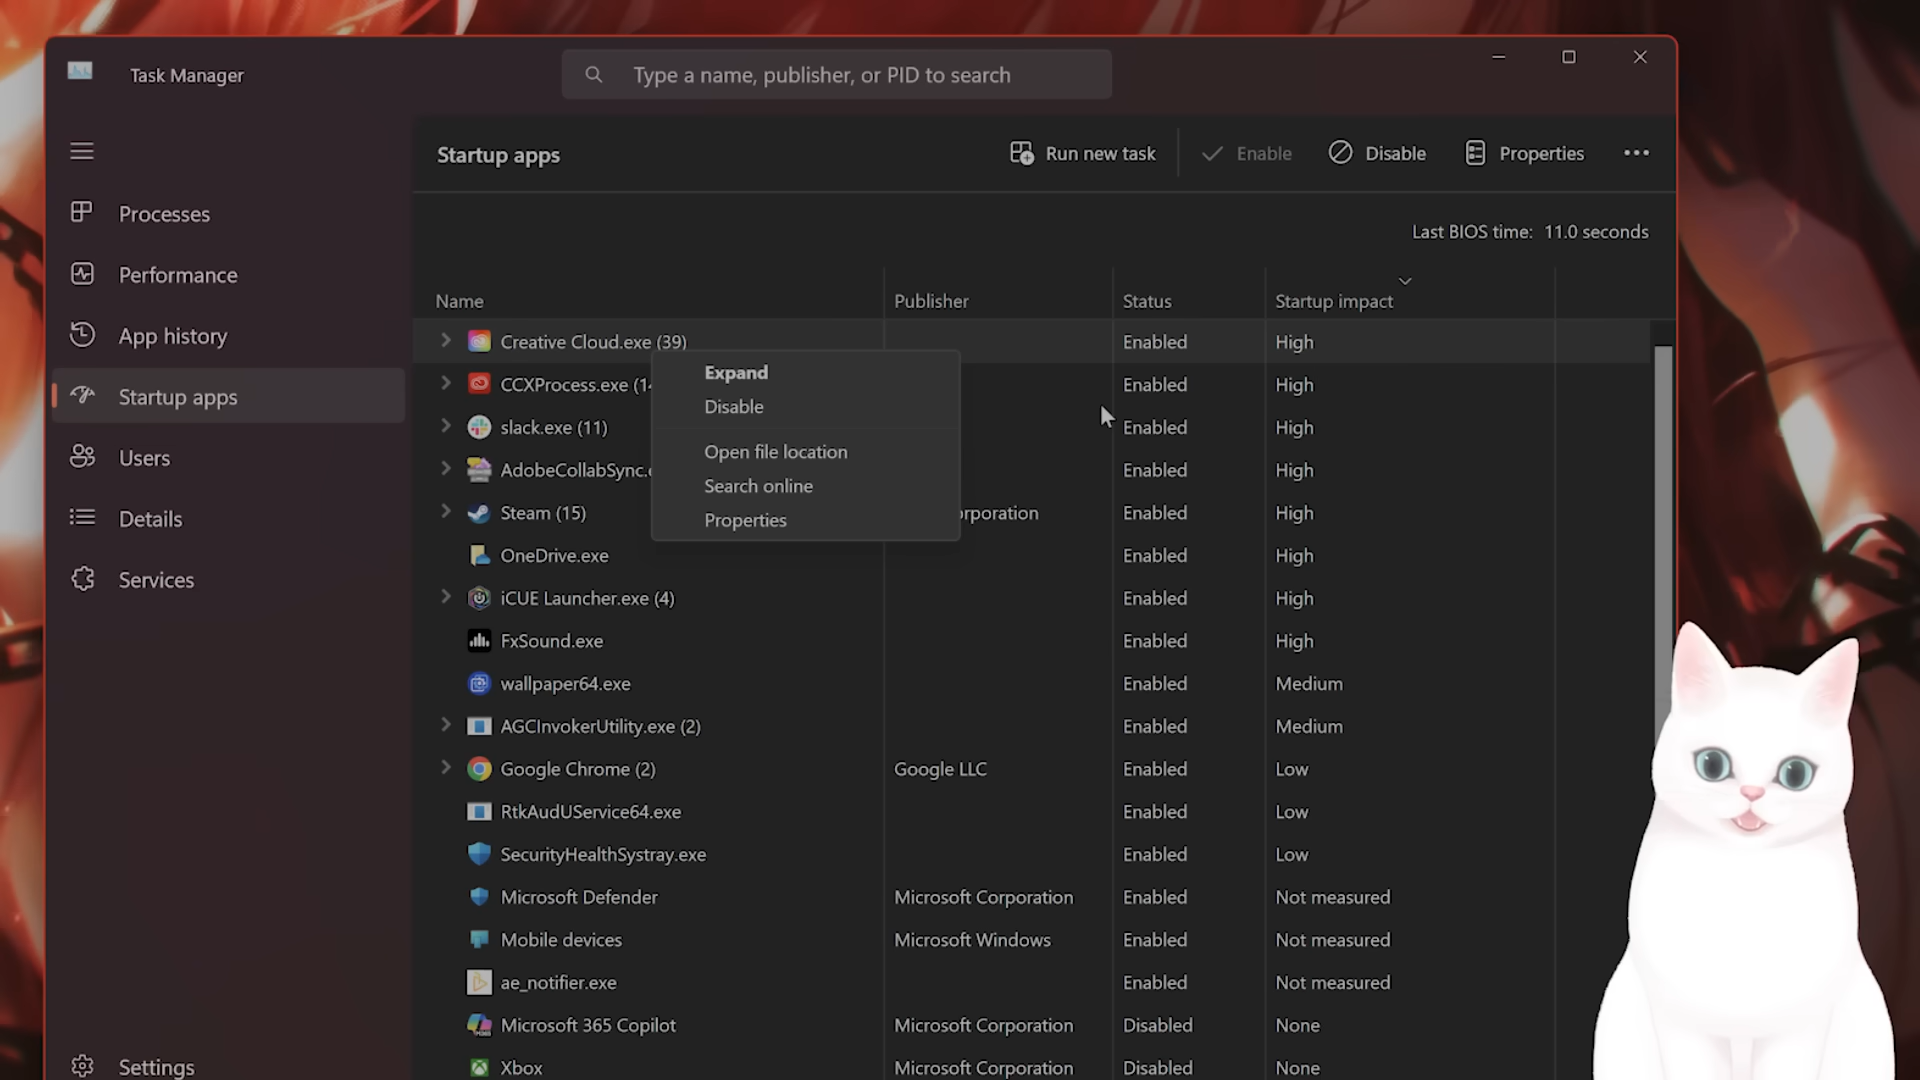 Task Manager
Type a name, publisher, or PID to search
Startup apps
Run new task
Enable
Disable
Properties
Processes
Performance
App history
Startup apps
Users
Details
Services
Settings
Last BIOS time: 11.0 seconds
Name Publisher Status Startup impact
Creative Cloud.exe (39) Enabled High
CCXProcess.exe Enabled High
slack.exe (11) Enabled High
AdobeCollabSync. Enabled High
Steam (15) Enabled High
OneDrive.exe Enabled High
iCUE Launcher.exe (4) Enabled High
FxSound.exe Enabled High
wallpaper64.exe Enabled Medium
AGCInvokerUtility.exe (2) Enabled Medium
Google Chrome (2) Google LLC Enabled Low
RtkAudUService64.exe Enabled Low
SecurityHealthSystray.exe Enabled Low
Microsoft Defender Microsoft Corporation Enabled Not measured
Mobile devices Microsoft Windows Enabled Not measured
ae_notifier.exe Enabled Not measured
Microsoft 365 Copilot Microsoft Corporation Disabled None
Xbox Microsoft Corporation Disabled None
Expand
Disable
Open file location
Search online
Properties